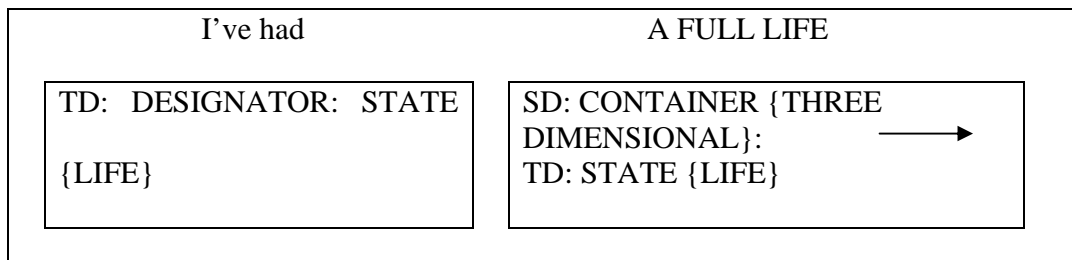 I’ve had A FULL LIFE
TD: DESIGNATOR: STATE
{LIFE}
SD: CONTAINER {THREE
DIMENSIONAL}:
TD: STATE {LIFE}